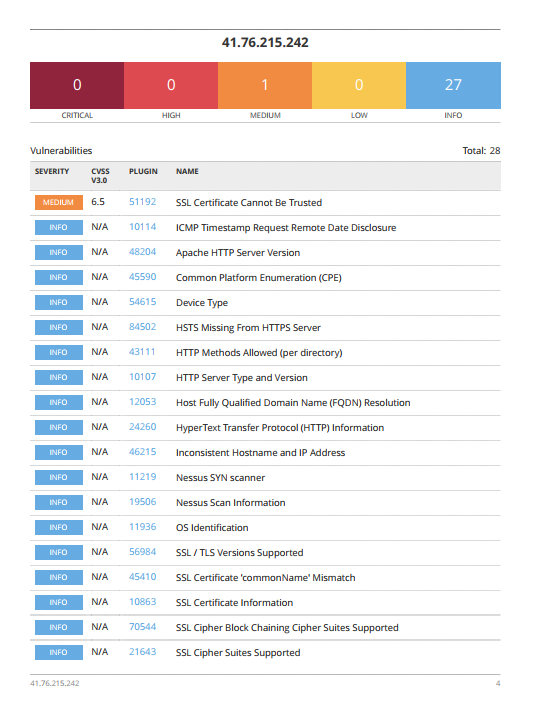 41.76.215.242
0 0 1 0 27
CRITICAL HIGH MEDIUM LOW INFO
Vulnerabilities Total: 28
SEVERITY CVSS V3.0 PLUGIN NAME
MEDIUM 6.5 51192 SSL Certificate Cannot Be Trusted
INFO N/A 10114 ICMP Timestamp Request Remote Date Disclosure
INFO N/A 48204 Apache HTTP Server Version
INFO N/A 45590 Common Platform Enumeration (CPE)
INFO N/A 54615 Device Type
INFO N/A 84502 HSTS Missing From HTTPS Server
INFO N/A 43111 HTTP Methods Allowed (per directory)
INFO N/A 10107 HTTP Server Type and Version
INFO N/A 12053 Host Fully Qualified Domain Name (FQDN) Resolution
INFO N/A 24260 HyperText Transfer Protocol (HTTP) Information
INFO N/A 46215 Inconsistent Hostname and IP Address
INFO N/A 11219 Nessus SYN scanner
INFO N/A 19506 Nessus Scan Information
INFO N/A 11936 OS Identification
INFO N/A 56984 SSL / TLS Versions Supported
INFO N/A 45410 SSL Certificate 'commonName' Mismatch
INFO N/A 10863 SSL Certificate Information
INFO N/A 70544 SSL Cipher Block Chaining Cipher Suites Supported
INFO N/A 21643 SSL Cipher Suites Supported
41.76.215.242 4